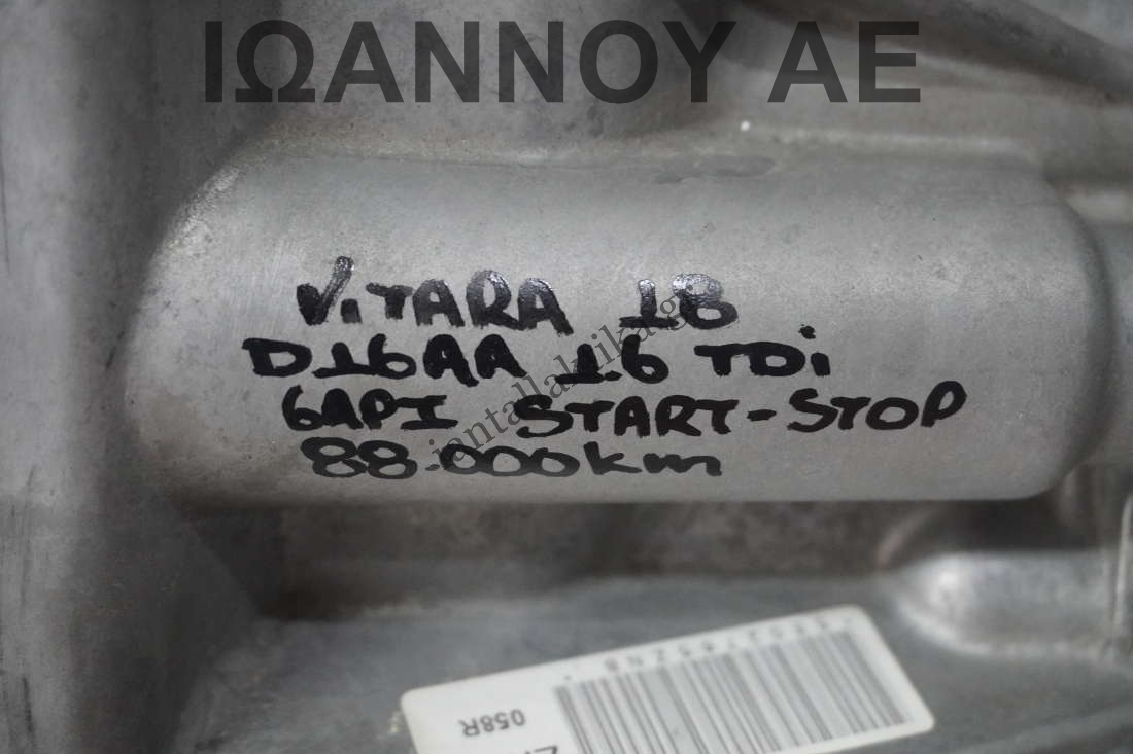 ΙΩΑΝΝΟΥ ΑΕ
ViTARA 18
D16AA 1.6 TDi
6ΑΡΙ START-STOP
88.000km
058R